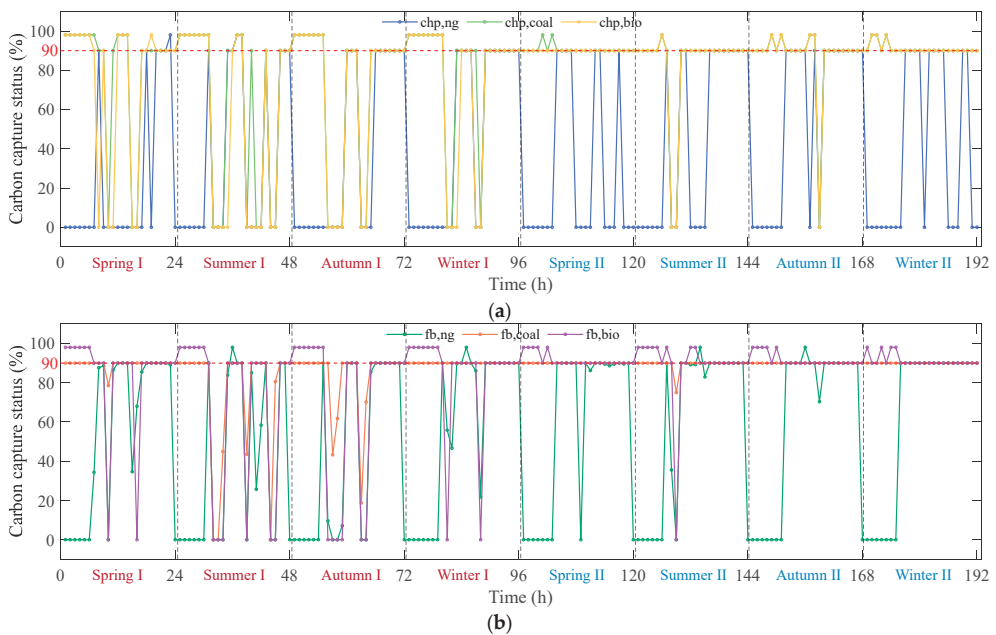 chp,ng chp,coal chp,bio
100
90
80
60
40
20
0
Carbon capture status (%)
0 24 48 72 96 120 144 168 192
Spring I Summer I Autumn I Winter I Spring II Summer II Autumn II Winter II
Time (h)
(a)
fb,ng fb,coal fb,bio
100
90
80
60
40
20
0
Carbon capture status (%)
0 24 48 72 96 120 144 168 192
Spring I Summer I Autumn I Winter I Spring II Summer II Autumn II Winter II
Time (h)
(b)